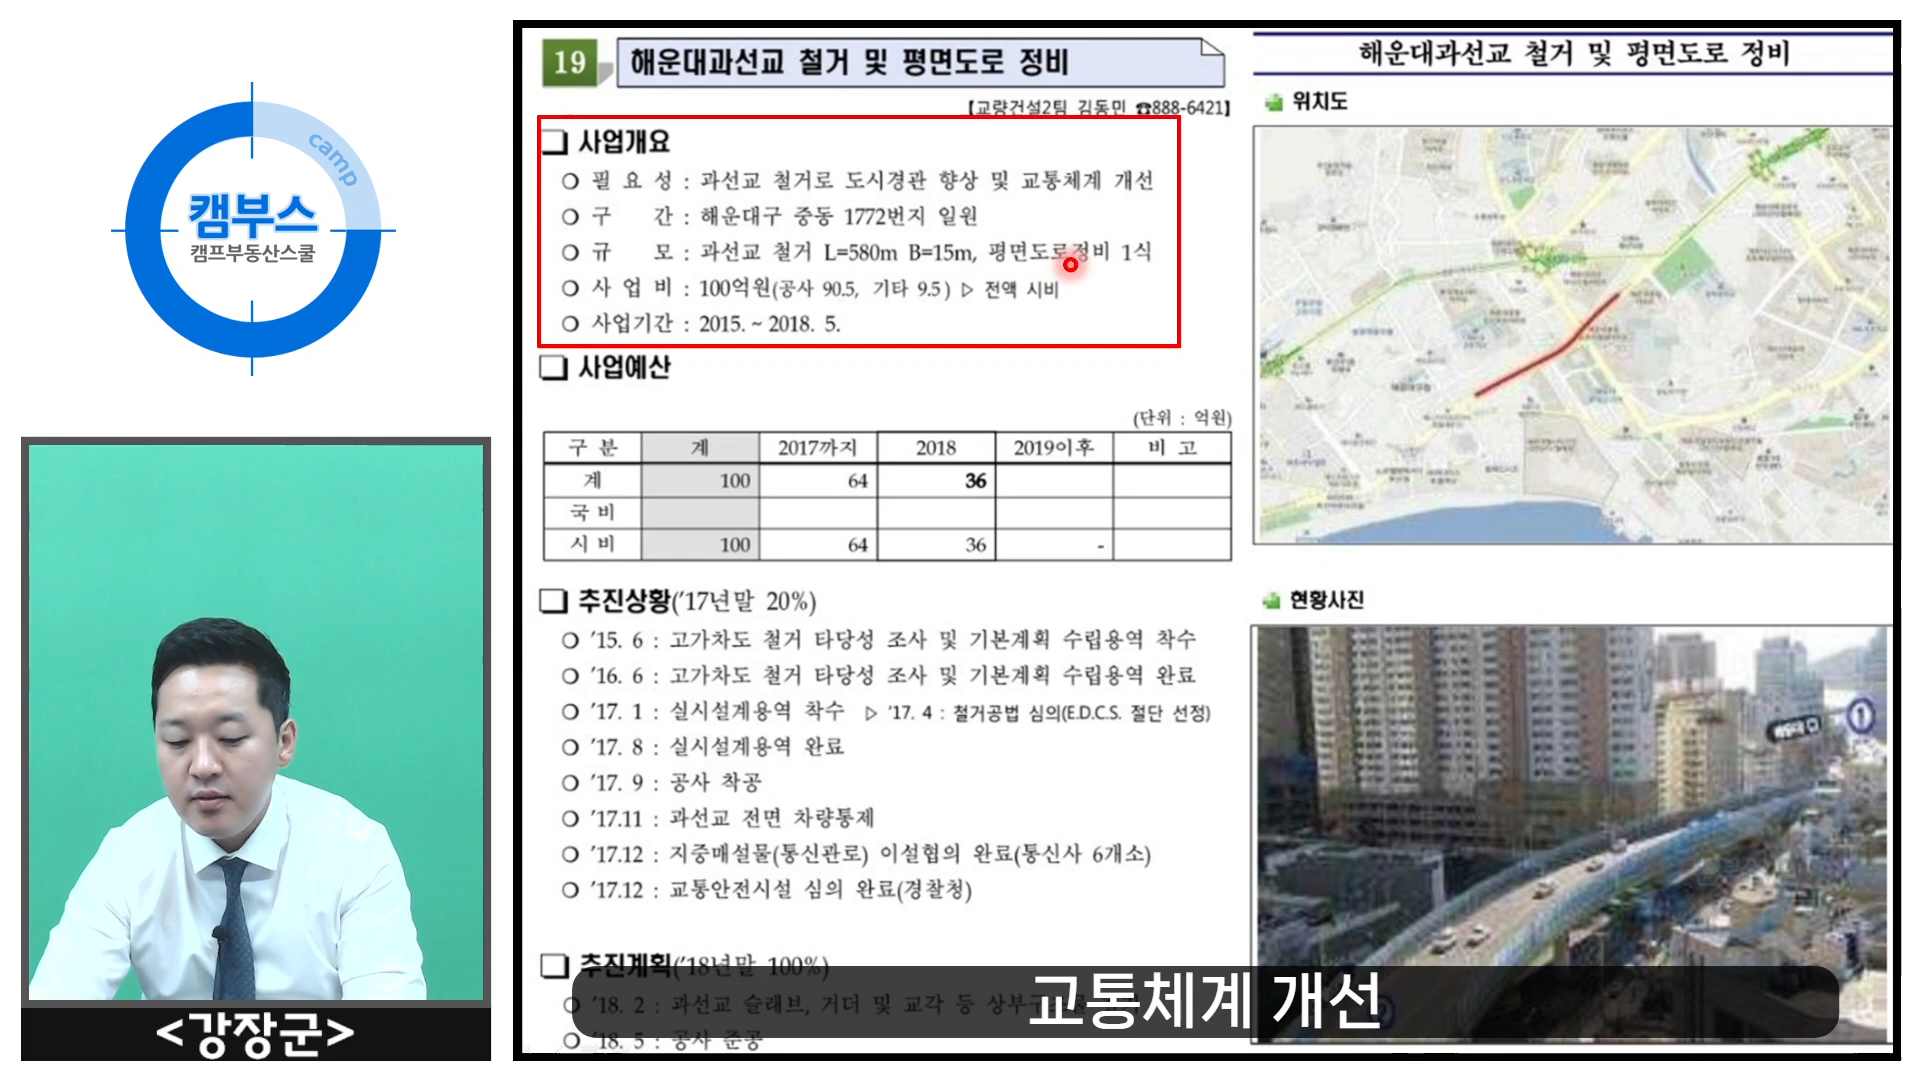 camp
캠부스
캠프부동산스쿨
<강장군>
19 해운대과선교 철거 및 평면도로 정비
【교량건설2팀 김동민 ☎888-6421】
❏ 사업개요
❍ 필 요 성 : 과선교 철거로 도시경관 향상 및 교통체계 개선
❍ 구 간 : 해운대구 중동 1772번지 일원
❍ 규 모 : 과선교 철거 L=580m B=15m, 평면도로정비 1식
❍ 사 업 비 : 100억원(공사 90.5, 기타 9.5) ▷ 전액 시비
❍ 사업기간 : 2015. ~ 2018. 5.
❏ 사업예산
(단위 : 억원)
구 분 계 2017까지 2018 2019이후 비 고
계 100 64 36
국 비
시 비 100 64 36 -
❏ 추진상황('17년말 20%)
❍ '15. 6 : 고가차도 철거 타당성 조사 및 기본계획 수립용역 착수
❍ '16. 6 : 고가차도 철거 타당성 조사 및 기본계획 수립용역 완료
❍ '17. 1 : 실시설계용역 착수 ▷ '17. 4 : 철거공법 심의(E.D.C.S. 절단 선정)
❍ '17. 8 : 실시설계용역 완료
❍ '17. 9 : 공사 착공
❍ '17.11 : 과선교 전면 차량통제
❍ '17.12 : 지중매설물(통신관로) 이설협의 완료(통신사 6개소)
❍ '17.12 : 교통안전시설 심의 완료(경찰청)
❏ 추진계획('18년말 100%)
❍ '18. 2 : 과선교 슬래브, 거더 및 교각 등
❍ '18. 5 : 공사 준공
해운대과선교 철거 및 평면도로 정비
위치도
현황사진
①
교통체계 개선